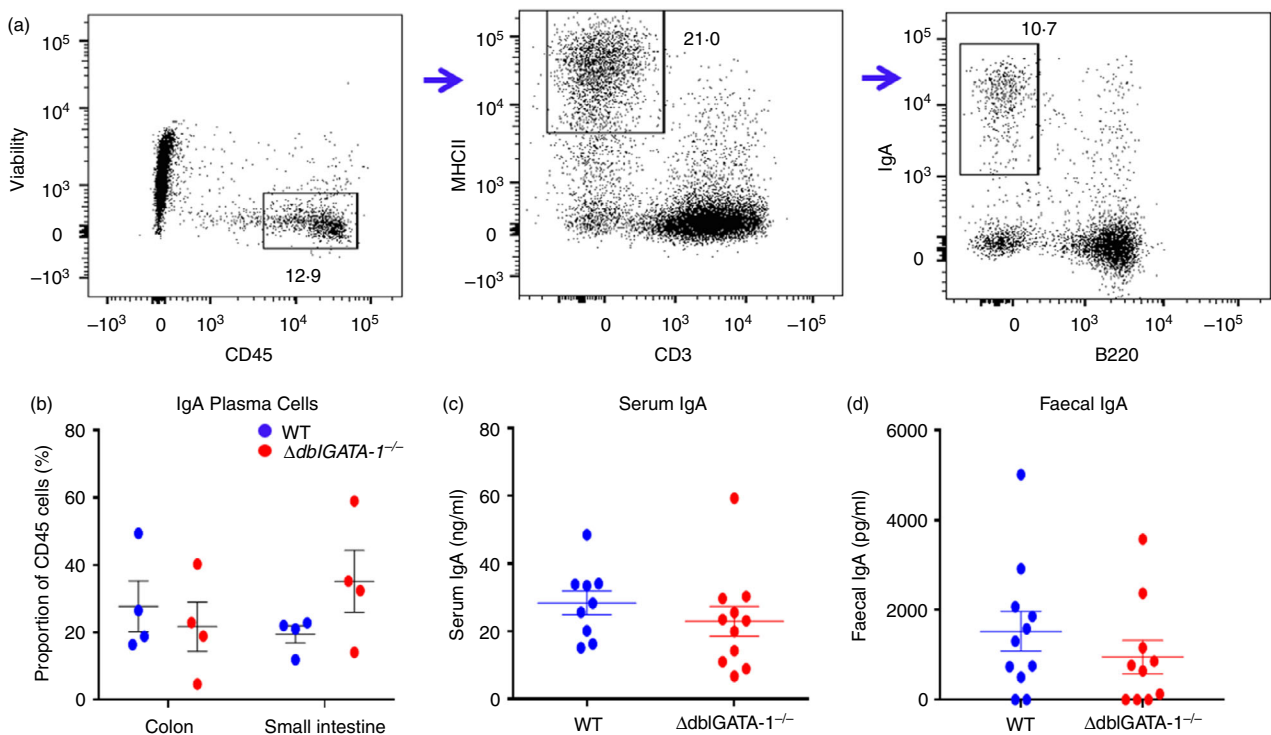 (a)
10⁵
10⁴
10³
0
–10³
Viability
12·9
–10³ 0 10³ 10⁴ 10⁵
CD45
10⁵
10⁴
10³
0
–10³
MHCII
21·0
0 10³ 10⁴ –10⁵
CD3
10⁵
10⁴
10³
0
IgA
10·7
0 10³ 10⁴ –10⁵
B220
(b) IgA Plasma Cells
WT
ΔdblGATA-1⁻/⁻
Proportion of CD45 cells (%)
80
60
40
20
0
Colon Small intestine
(c) Serum IgA
Serum IgA (ng/ml)
80
60
40
20
0
WT ΔdblGATA-1⁻/⁻
(d) Faecal IgA
Faecal IgA (pg/ml)
6000
4000
2000
0
WT ΔdblGATA-1⁻/⁻